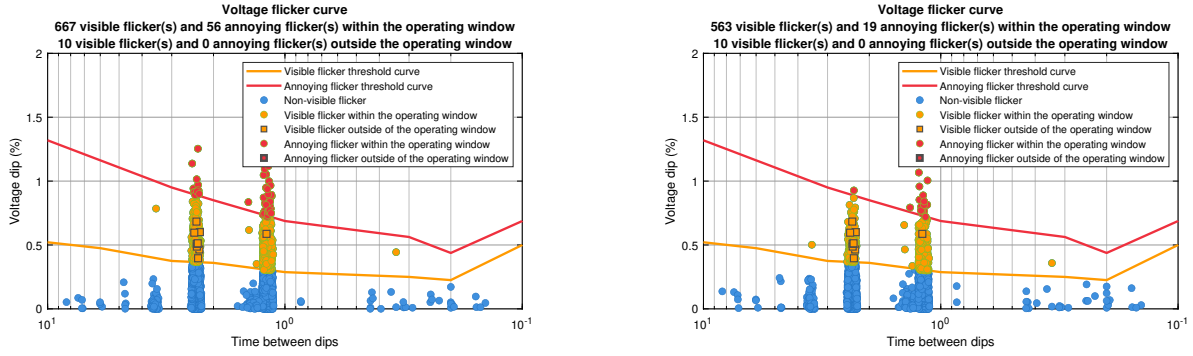 Voltage flicker curve
667 visible flicker(s) and 56 annoying flicker(s) within the operating window
10 visible flicker(s) and 0 annoying flicker(s) outside the operating window
2
1.5
1
0.5
0
Voltage dip (%)
Visible flicker threshold curve
Annoying flicker threshold curve
Non-visible flicker
Visible flicker within the operating window
Visible flicker outside of the operating window
Annoying flicker within the operating window
Annoying flicker outside of the operating window
10^1
10^0
10^-1
Time between dips
Voltage flicker curve
563 visible flicker(s) and 19 annoying flicker(s) within the operating window
10 visible flicker(s) and 0 annoying flicker(s) outside the operating window
2
1.5
1
0.5
0
Voltage dip (%)
Visible flicker threshold curve
Annoying flicker threshold curve
Non-visible flicker
Visible flicker within the operating window
Visible flicker outside of the operating window
Annoying flicker within the operating window
Annoying flicker outside of the operating window
10^1
10^0
10^-1
Time between dips